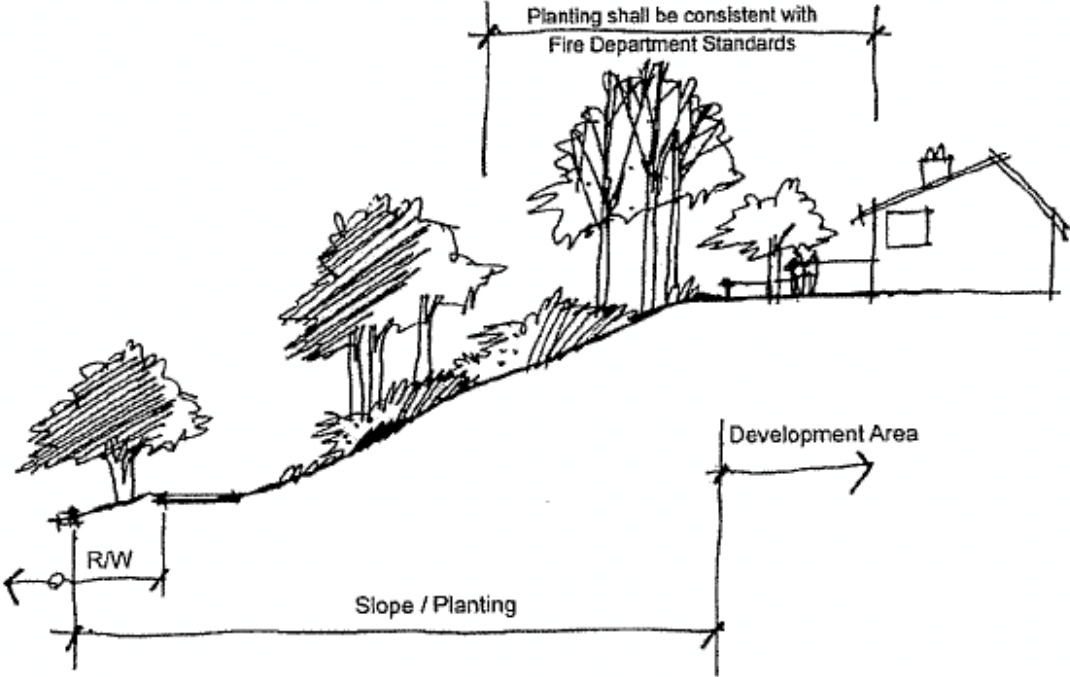 Planting shall be consistent with
Fire Department Standards
Development Area
R/W
Slope / Planting